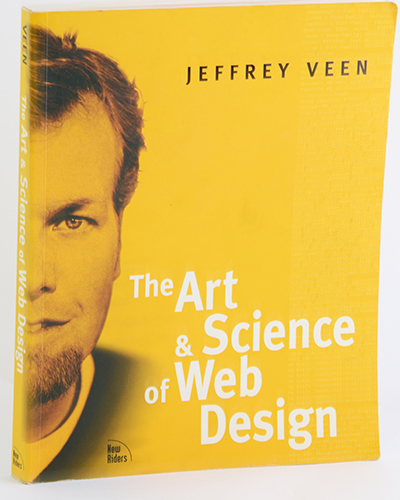 VEEN
The Art & Science of Web Design
JEFFREY VEEN
The Art
& Science
of Web
Design
New
Riders